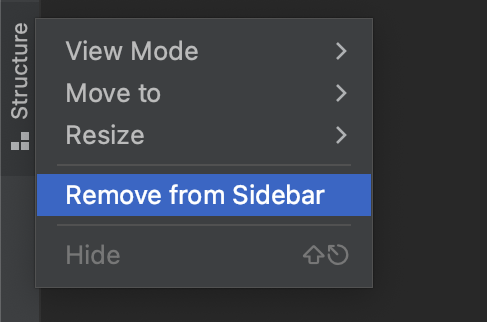 Structure
View Mode
Move to
Resize
Remove from Sidebar
Hide